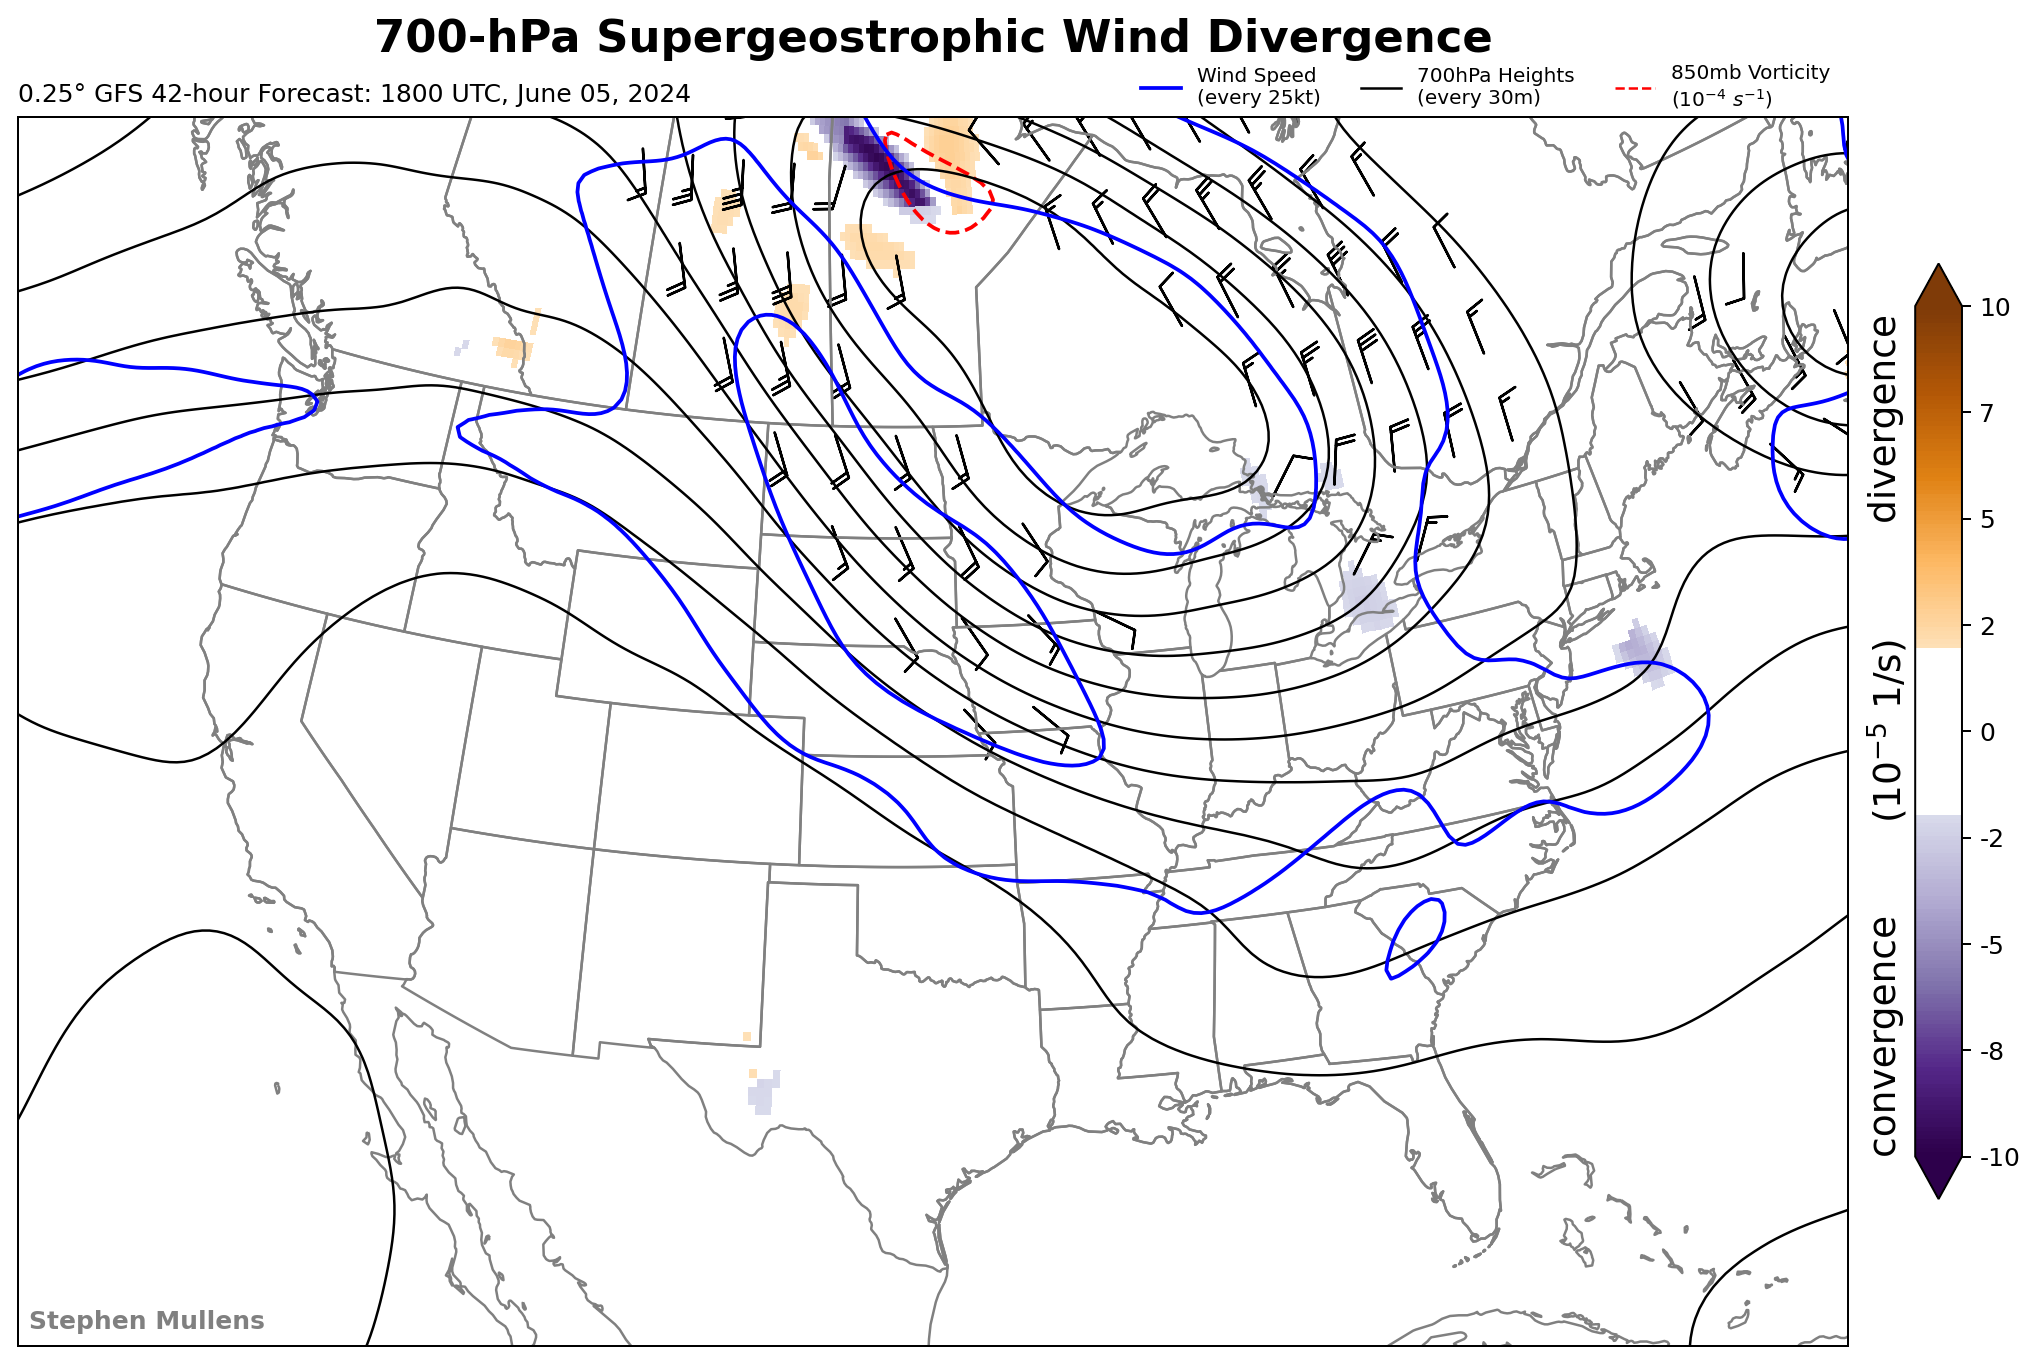 700-hPa Supergeostrophic Wind Divergence
0.25° GFS 42-hour Forecast: 1800 UTC, June 05, 2024
Wind Speed
(every 25kt)
700hPa Heights
(every 30m)
850mb Vorticity
(10⁻⁴ s⁻¹)
10
7
5
2
0
-2
-5
-8
-10
convergence (10⁻⁵ 1/s) divergence
Stephen Mullens